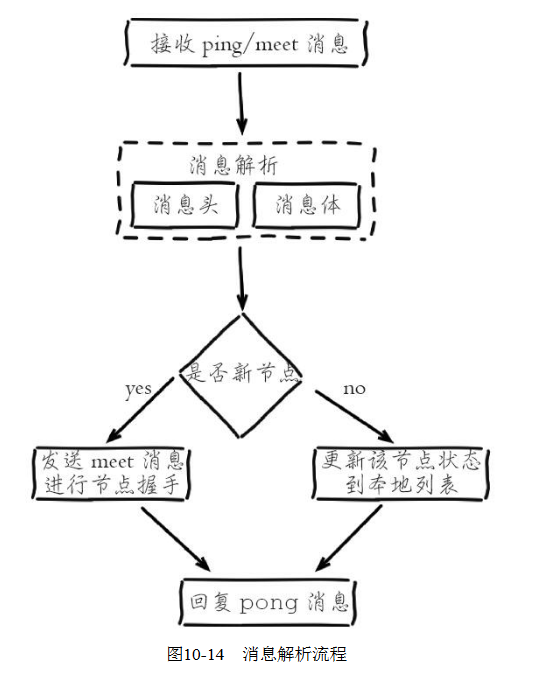 接收 ping/meet 消息
消息解析
消息头 消息体
是否新节点
yes no
发送 meet 消息
进行节点握手
更新该节点状态
到本地列表
回复 pong 消息
图10-14 消息解析流程